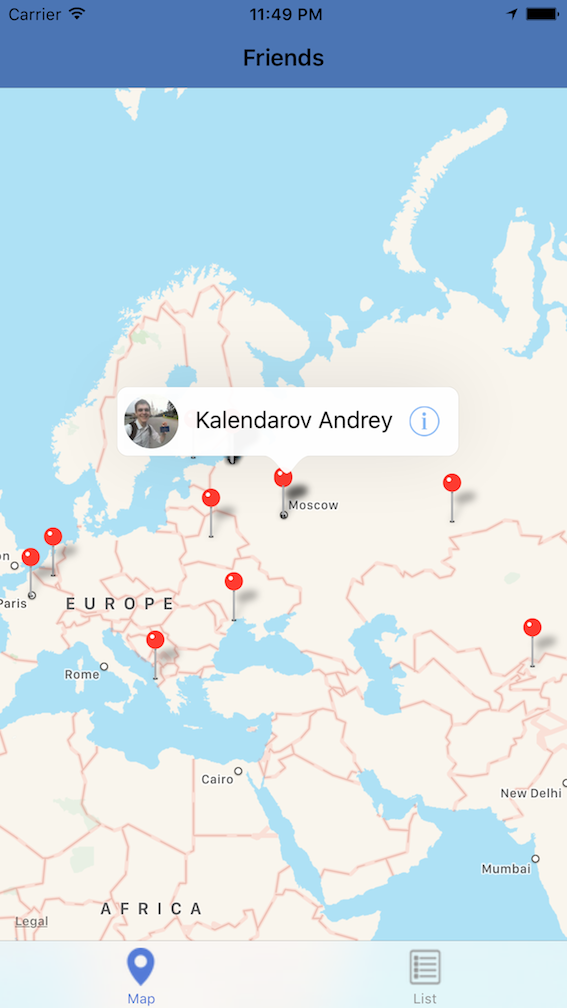 Carrier 11:49 PM
Friends
Kalendarov Andrey
Moscow
on
Paris
EUROPE
Rome
Cairo
New Delhi
Mumbai
AFRICA
Legal
Map List